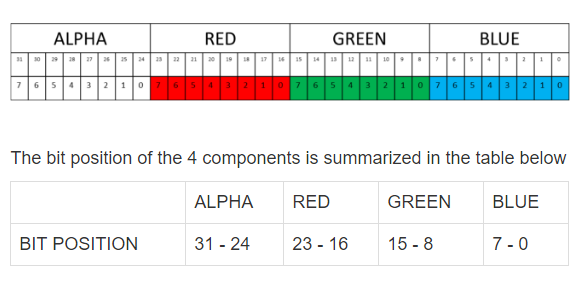 ALPHA RED GREEN BLUE
31 30 29 28 27 26 25 24 23 22 21 20 19 18 17 16 15 14 13 12 11 10 9 8 7 6 5 4 3 2 1 0
7 6 5 4 3 2 1 0 7 6 5 4 3 2 1 0 7 6 5 4 3 2 1 0 7 6 5 4 3 2 1 0
The bit position of the 4 components is summarized in the table below
ALPHA RED GREEN BLUE
BIT POSITION 31 - 24 23 - 16 15 - 8 7 - 0